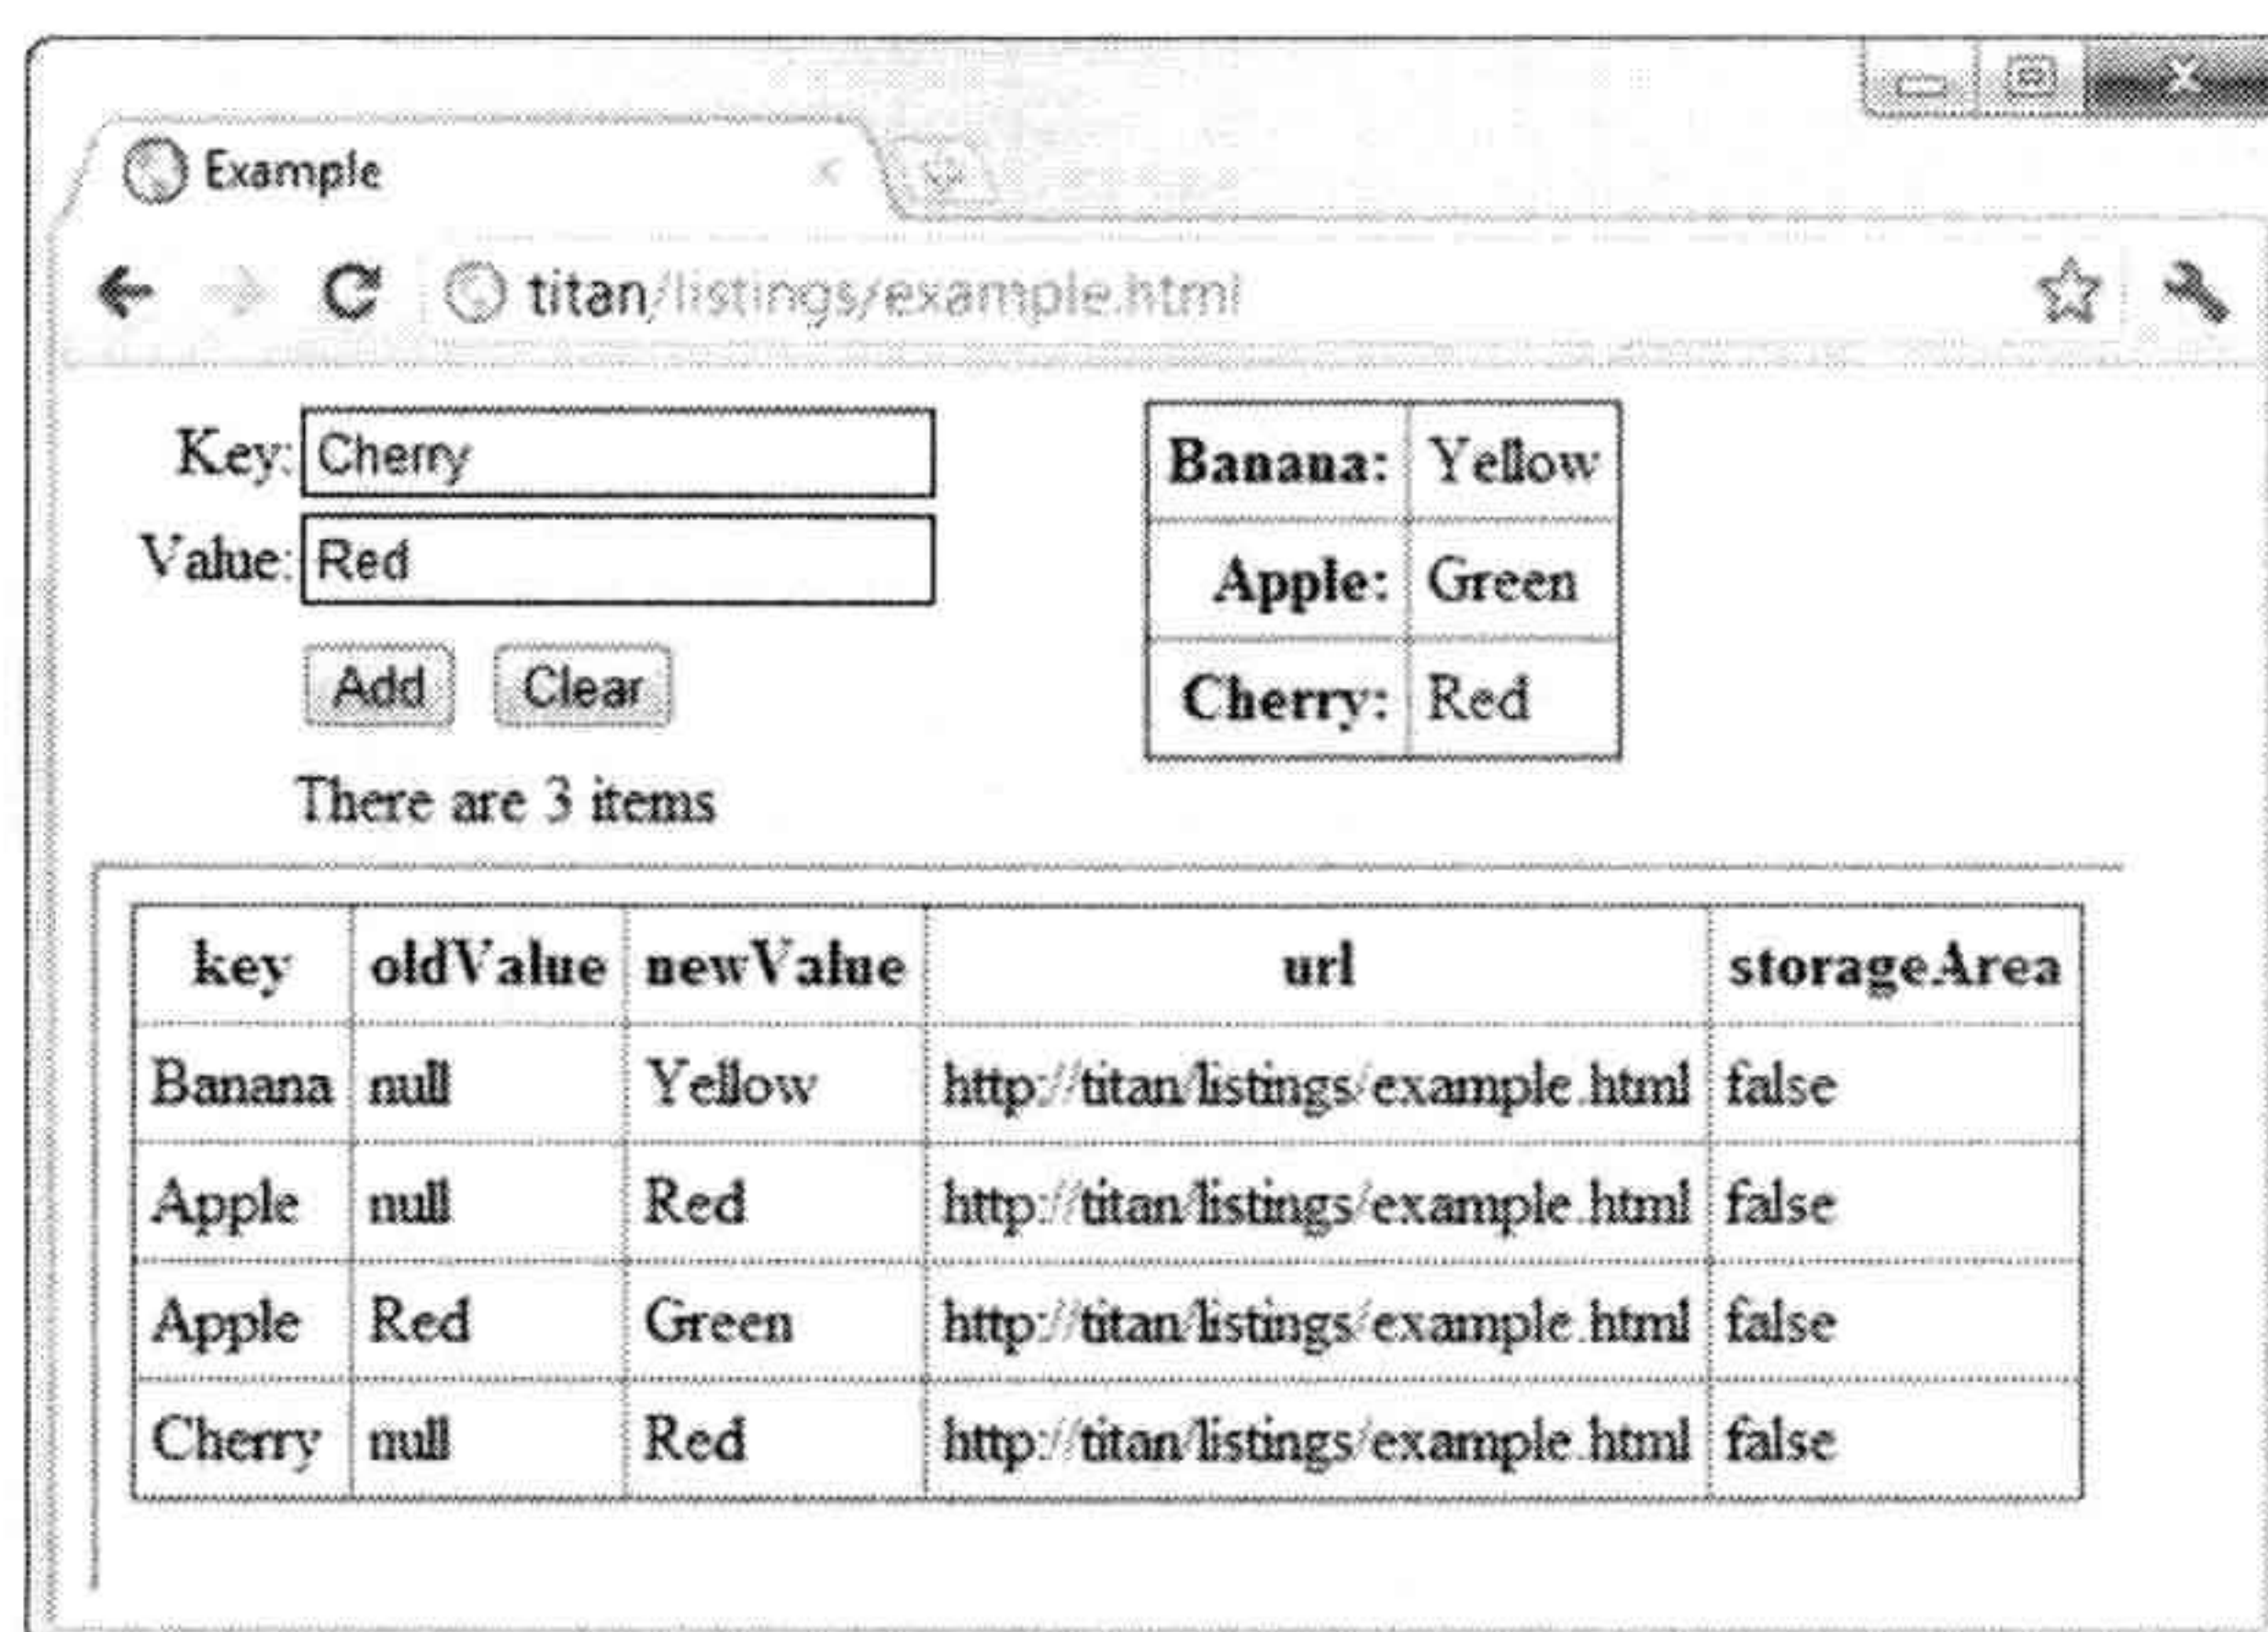 Example
titan/listings/example.html
Key: Cherry
Value: Red
Add Clear
There are 3 items
Banana: Yellow
Apple: Green
Cherry: Red
key oldValue newValue url storageArea
Banana null Yellow http://titan/listings/example.html false
Apple null Red http://titan/listings/example.html false
Apple Red Green http://titan/listings/example.html false
Cherry null Red http://titan/listings/example.html false